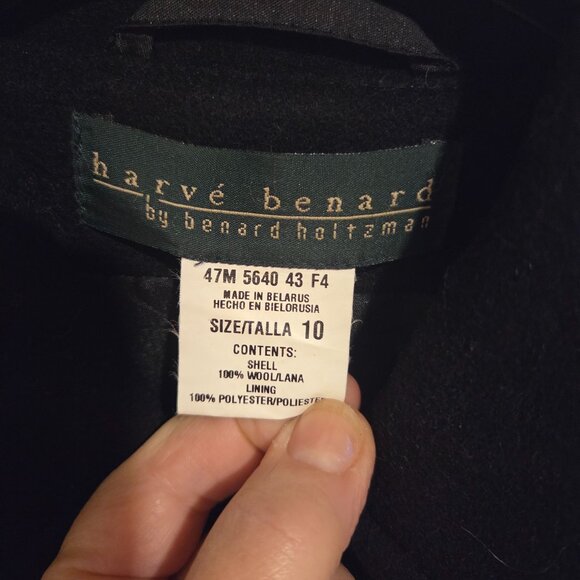 harvé benard
by benard holtzman
47M 5640 43 F4
MADE IN BELARUS
HECHO EN BIELORUSIA
SIZE/TALLA 10
CONTENTS:
SHELL
100% WOOL/LANA
LINING
100% POLYESTER/POLIESTE